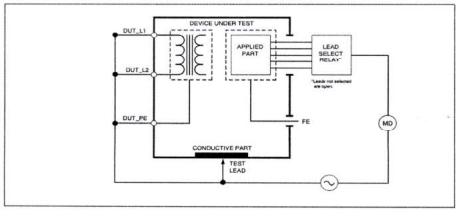 DEVICE UNDER TEST
DUT_L1
DUT_L2
DUT_PE
APPLIED
PART
LEAD
SELECT
RELAY*
*Leads not selected
are open.
FE
MD
CONDUCTIVE PART
TEST
LEAD